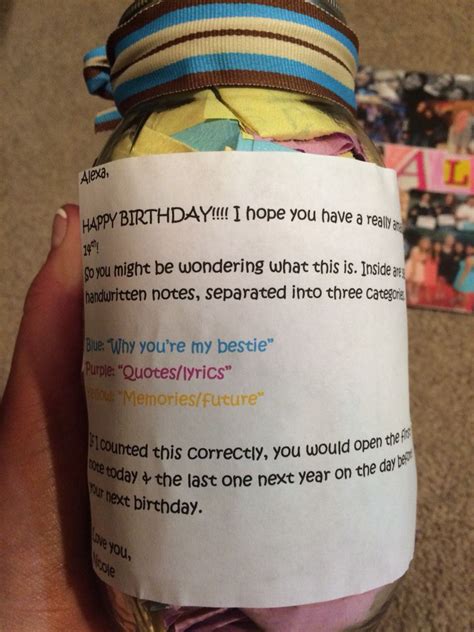 Alexa,
HAPPY BIRTHDAY!!!! I hope you have a really
So you might be wondering what this is. Inside are
handwritten notes, separated into three categories.
Blue: "Why you're my bestie"
Purple: "Quotes/lyrics"
Yellow: "Memories/future"
If I counted this correctly, you would open the first
note today & the last one next year on the day
your next birthday.
Love you,
Nicole
AL